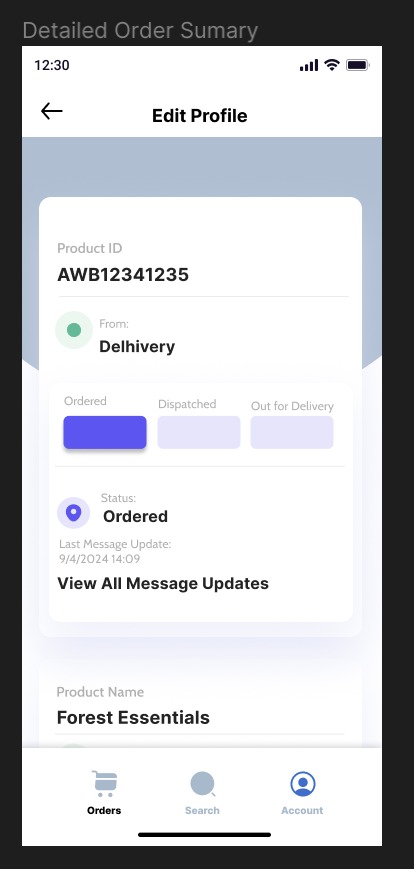 Detailed Order Sumary
12:30
Edit Profile
Product ID
AWB12341235
From:
Delhivery
Ordered
Dispatched
Out for Delivery
Status:
Ordered
Last Message Update:
9/4/2024 14:09
View All Message Updates
Product Name
Forest Essentials
Orders
Search
Account